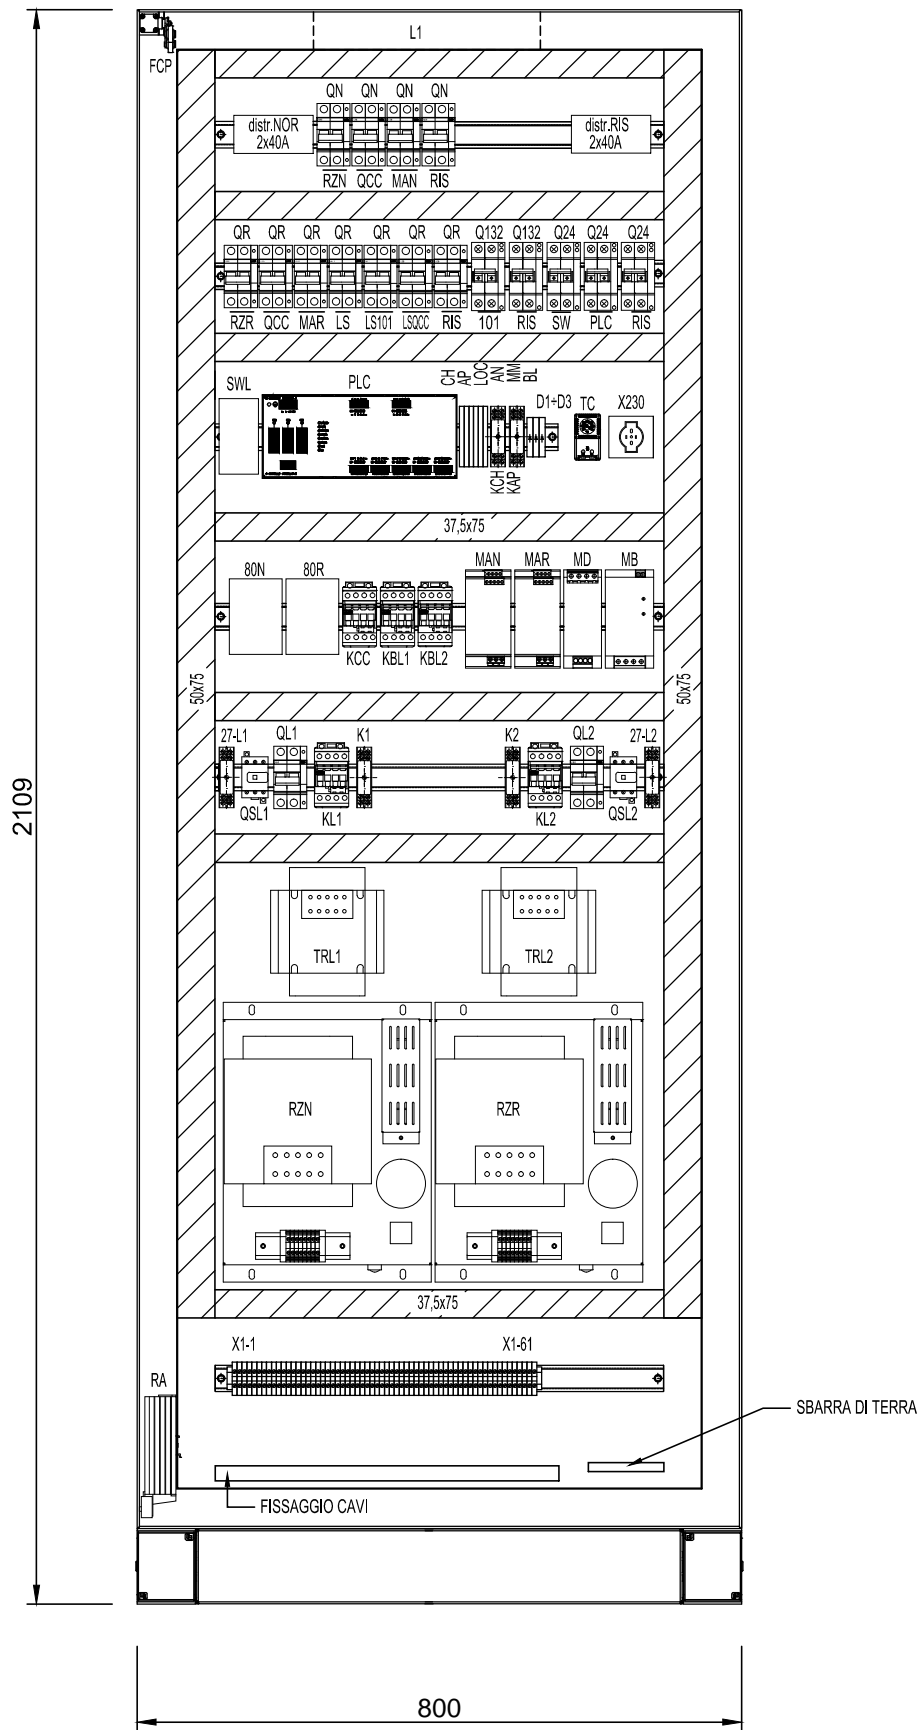 L1
FCP
QN QN QN QN
distr.NOR
2x40A
distr.RIS
2x40A
RZN QCC MAN RIS
QR QR QR QR QR QR QR Q132 Q132 Q24 Q24 Q24
RZR QCC MAR LS LS101 LSQCC RIS 101 RIS SW PLC RIS
SWL PLC CH AP LOC AN MM BL
D1÷D3 TC X230
KCH KAP
37,5x75
80N 80R MAN MAR MD MB
KCC KBL1 KBL2
50x75 50x75
27-L1 QL1 K1 K2 QL2 27-L2
QSL1 KL1 KL2 QSL2
2109
TRL1 TRL2
RZN RZR
37,5x75
X1-1 X1-61
RA
SBARRA DI TERRA
FISSAGGIO CAVI
800